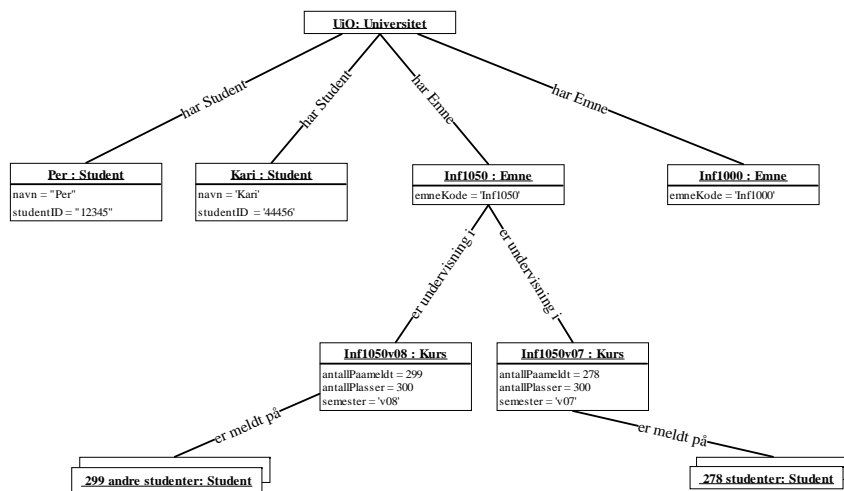 UiO: Universitet
har Student
har Student
har Emne
har Emne
Per : Student
navn = "Per"
studentID = "12345"
Kari : Student
navn = 'Kari'
studentID = '44456'
Inf1050 : Emne
emneKode = 'Inf1050'
Inf1000 : Emne
emneKode = 'Inf1000'
er undervisning i
er undervisning i
Inf1050v08 : Kurs
antallPaameldt = 299
antallPlasser = 300
semester = 'v08'
Inf1050v07 : Kurs
antallPaameldt = 278
antallPlasser = 300
semester = 'v07'
er meldt på
er meldt på
299 andre studenter: Student
278 studenter: Student